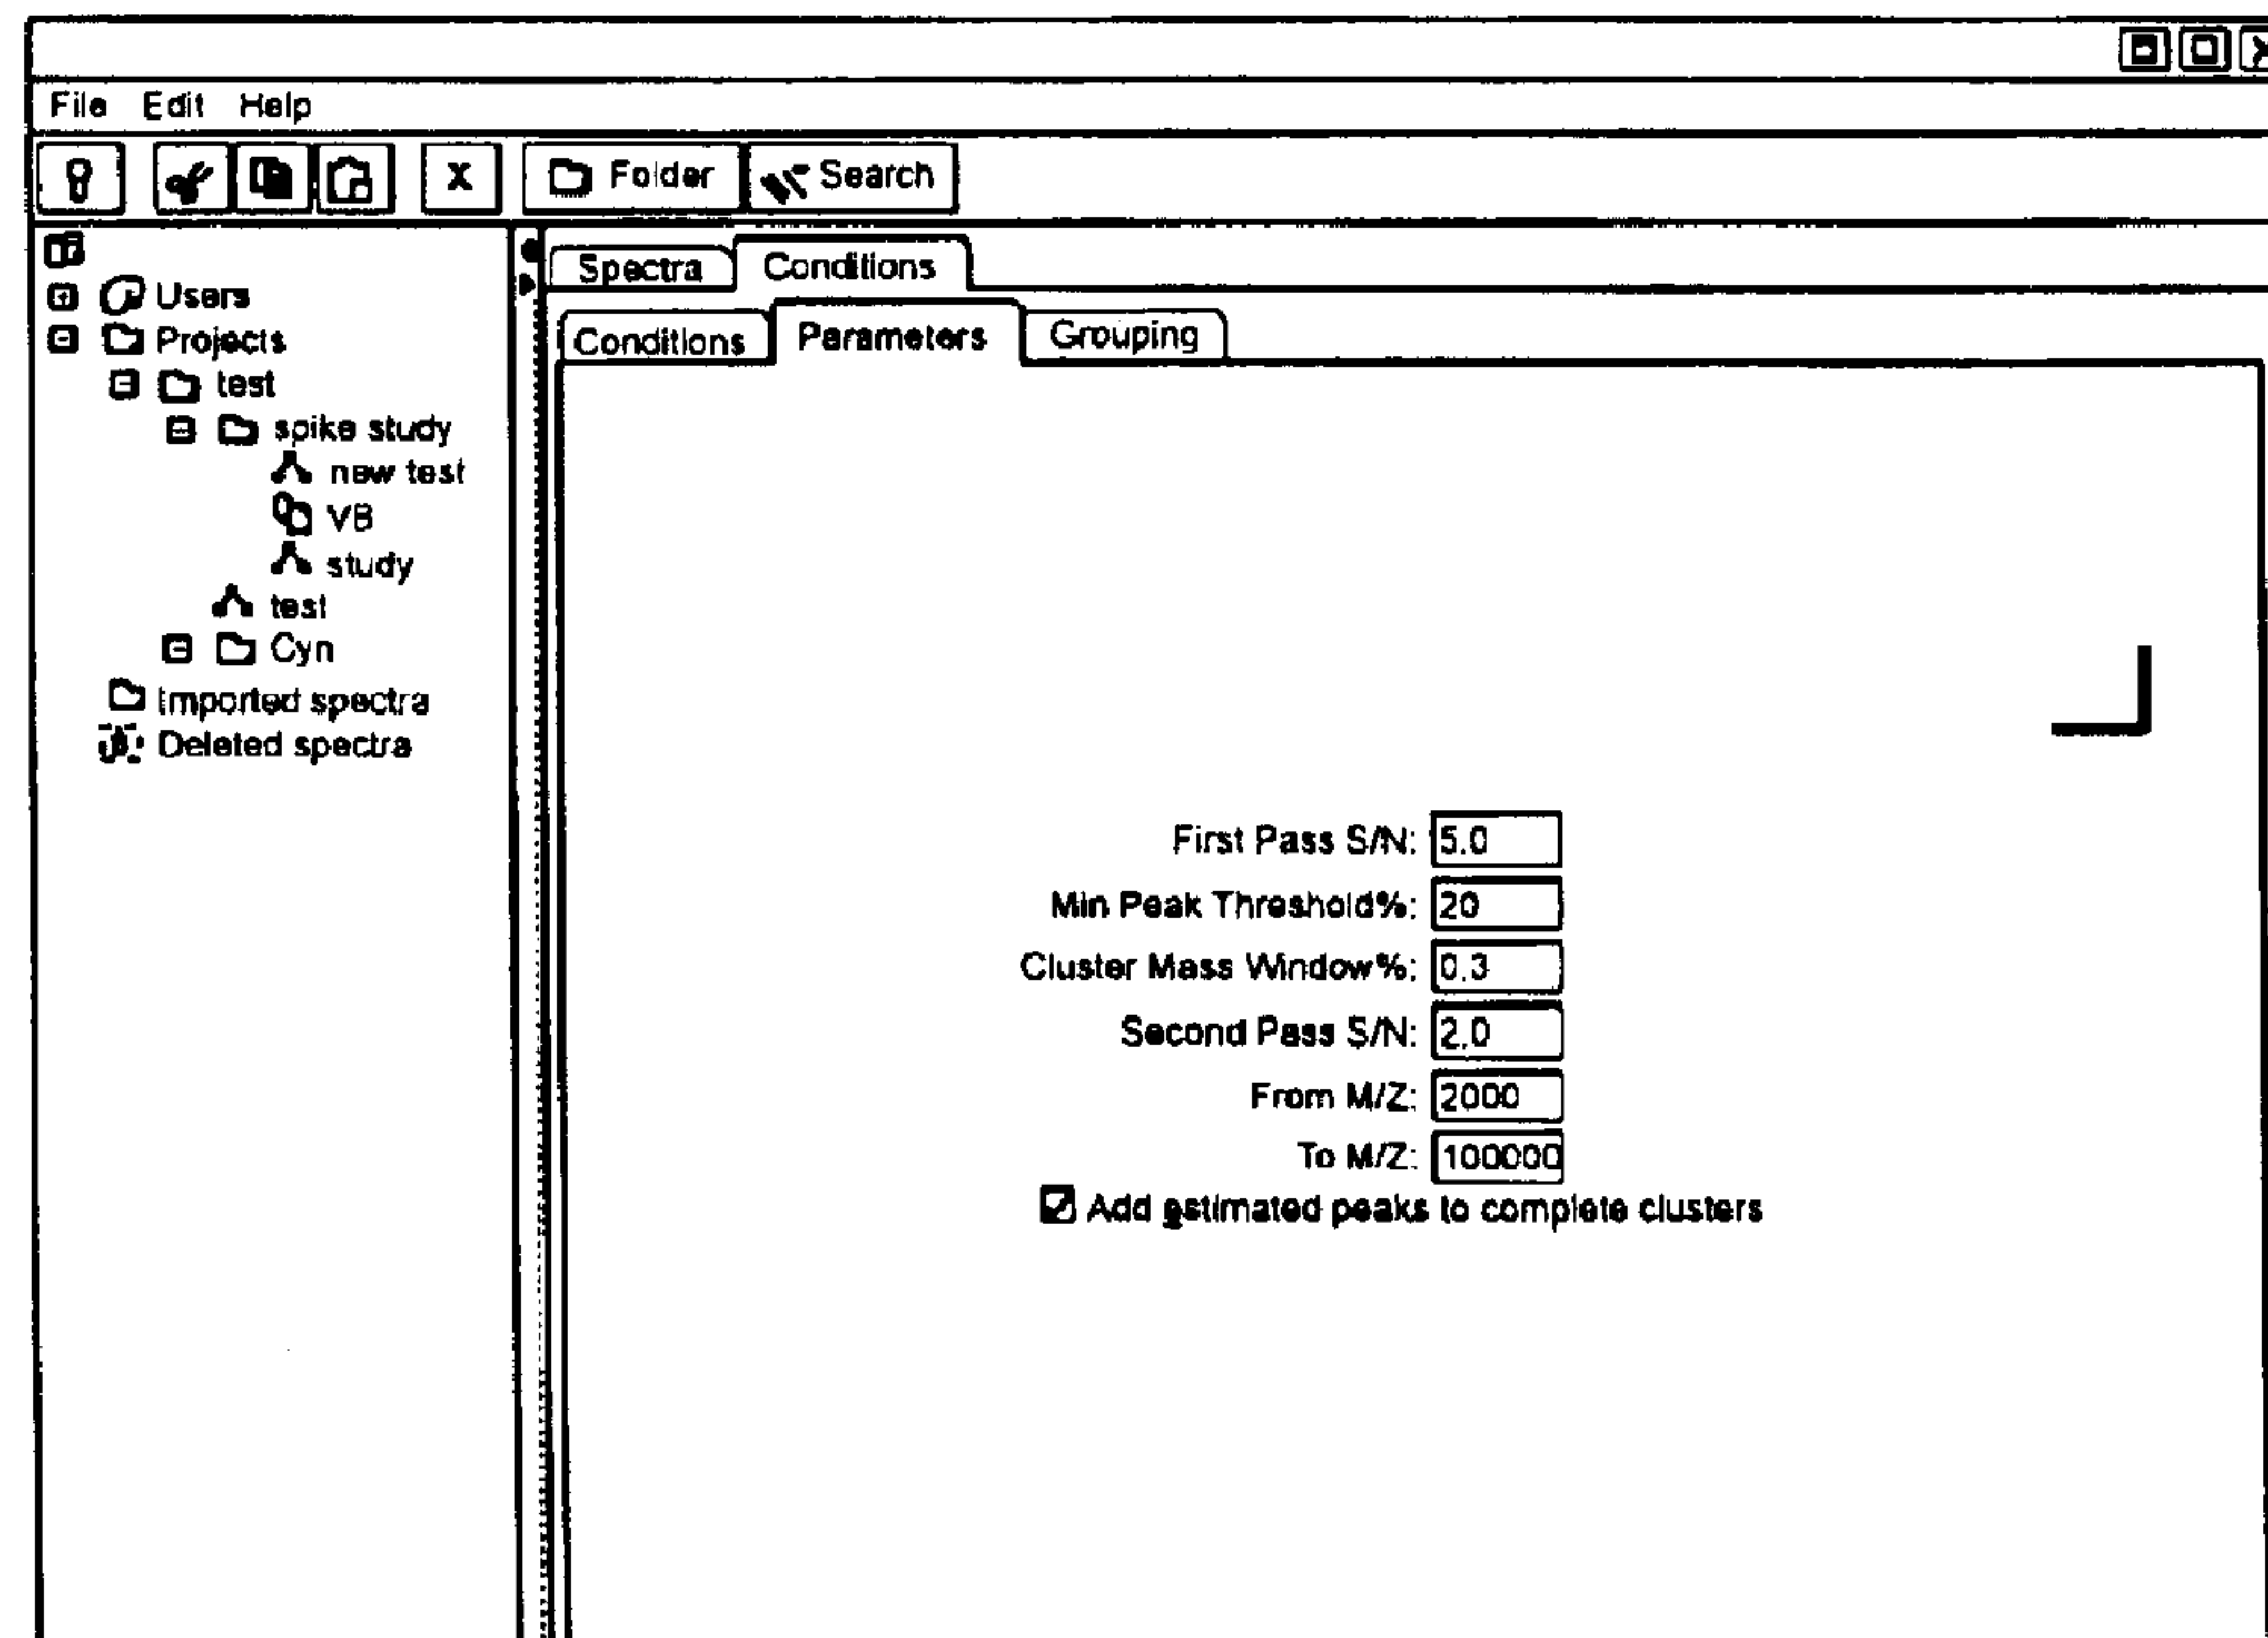 File Edit Help
X Folder Search
Spectra Conditions
Conditions Parameters Grouping
Users
Projects
test
spike study
new test
VB
study
test
Cyn
Imported spectra
Deleted spectra
First Pass S/N: 5.0
Min Peak Threshold%: 20
Cluster Mass Window%: 0.3
Second Pass S/N: 2.0
From M/Z: 2000
To M/Z: 100000
Add estimated peaks to complete clusters